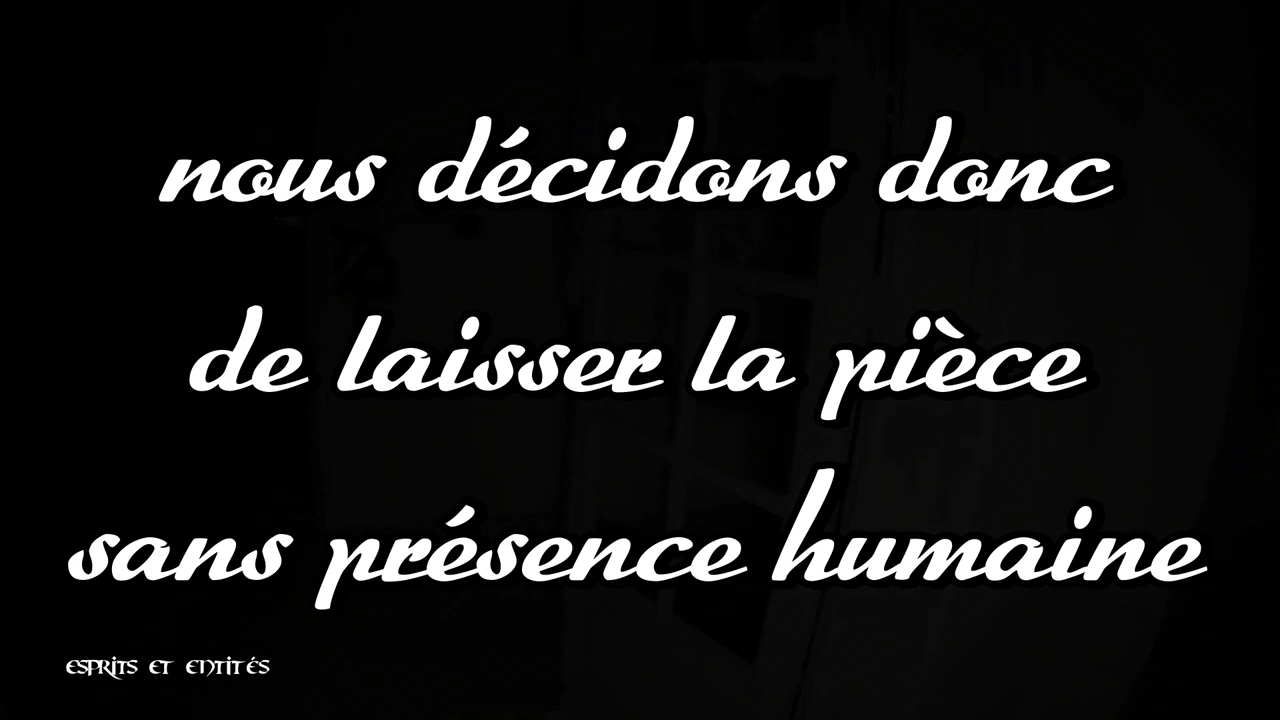 nous décidons donc
de laisser la pièce
sans présence humaine
ESPRITS ET ENTITÉS